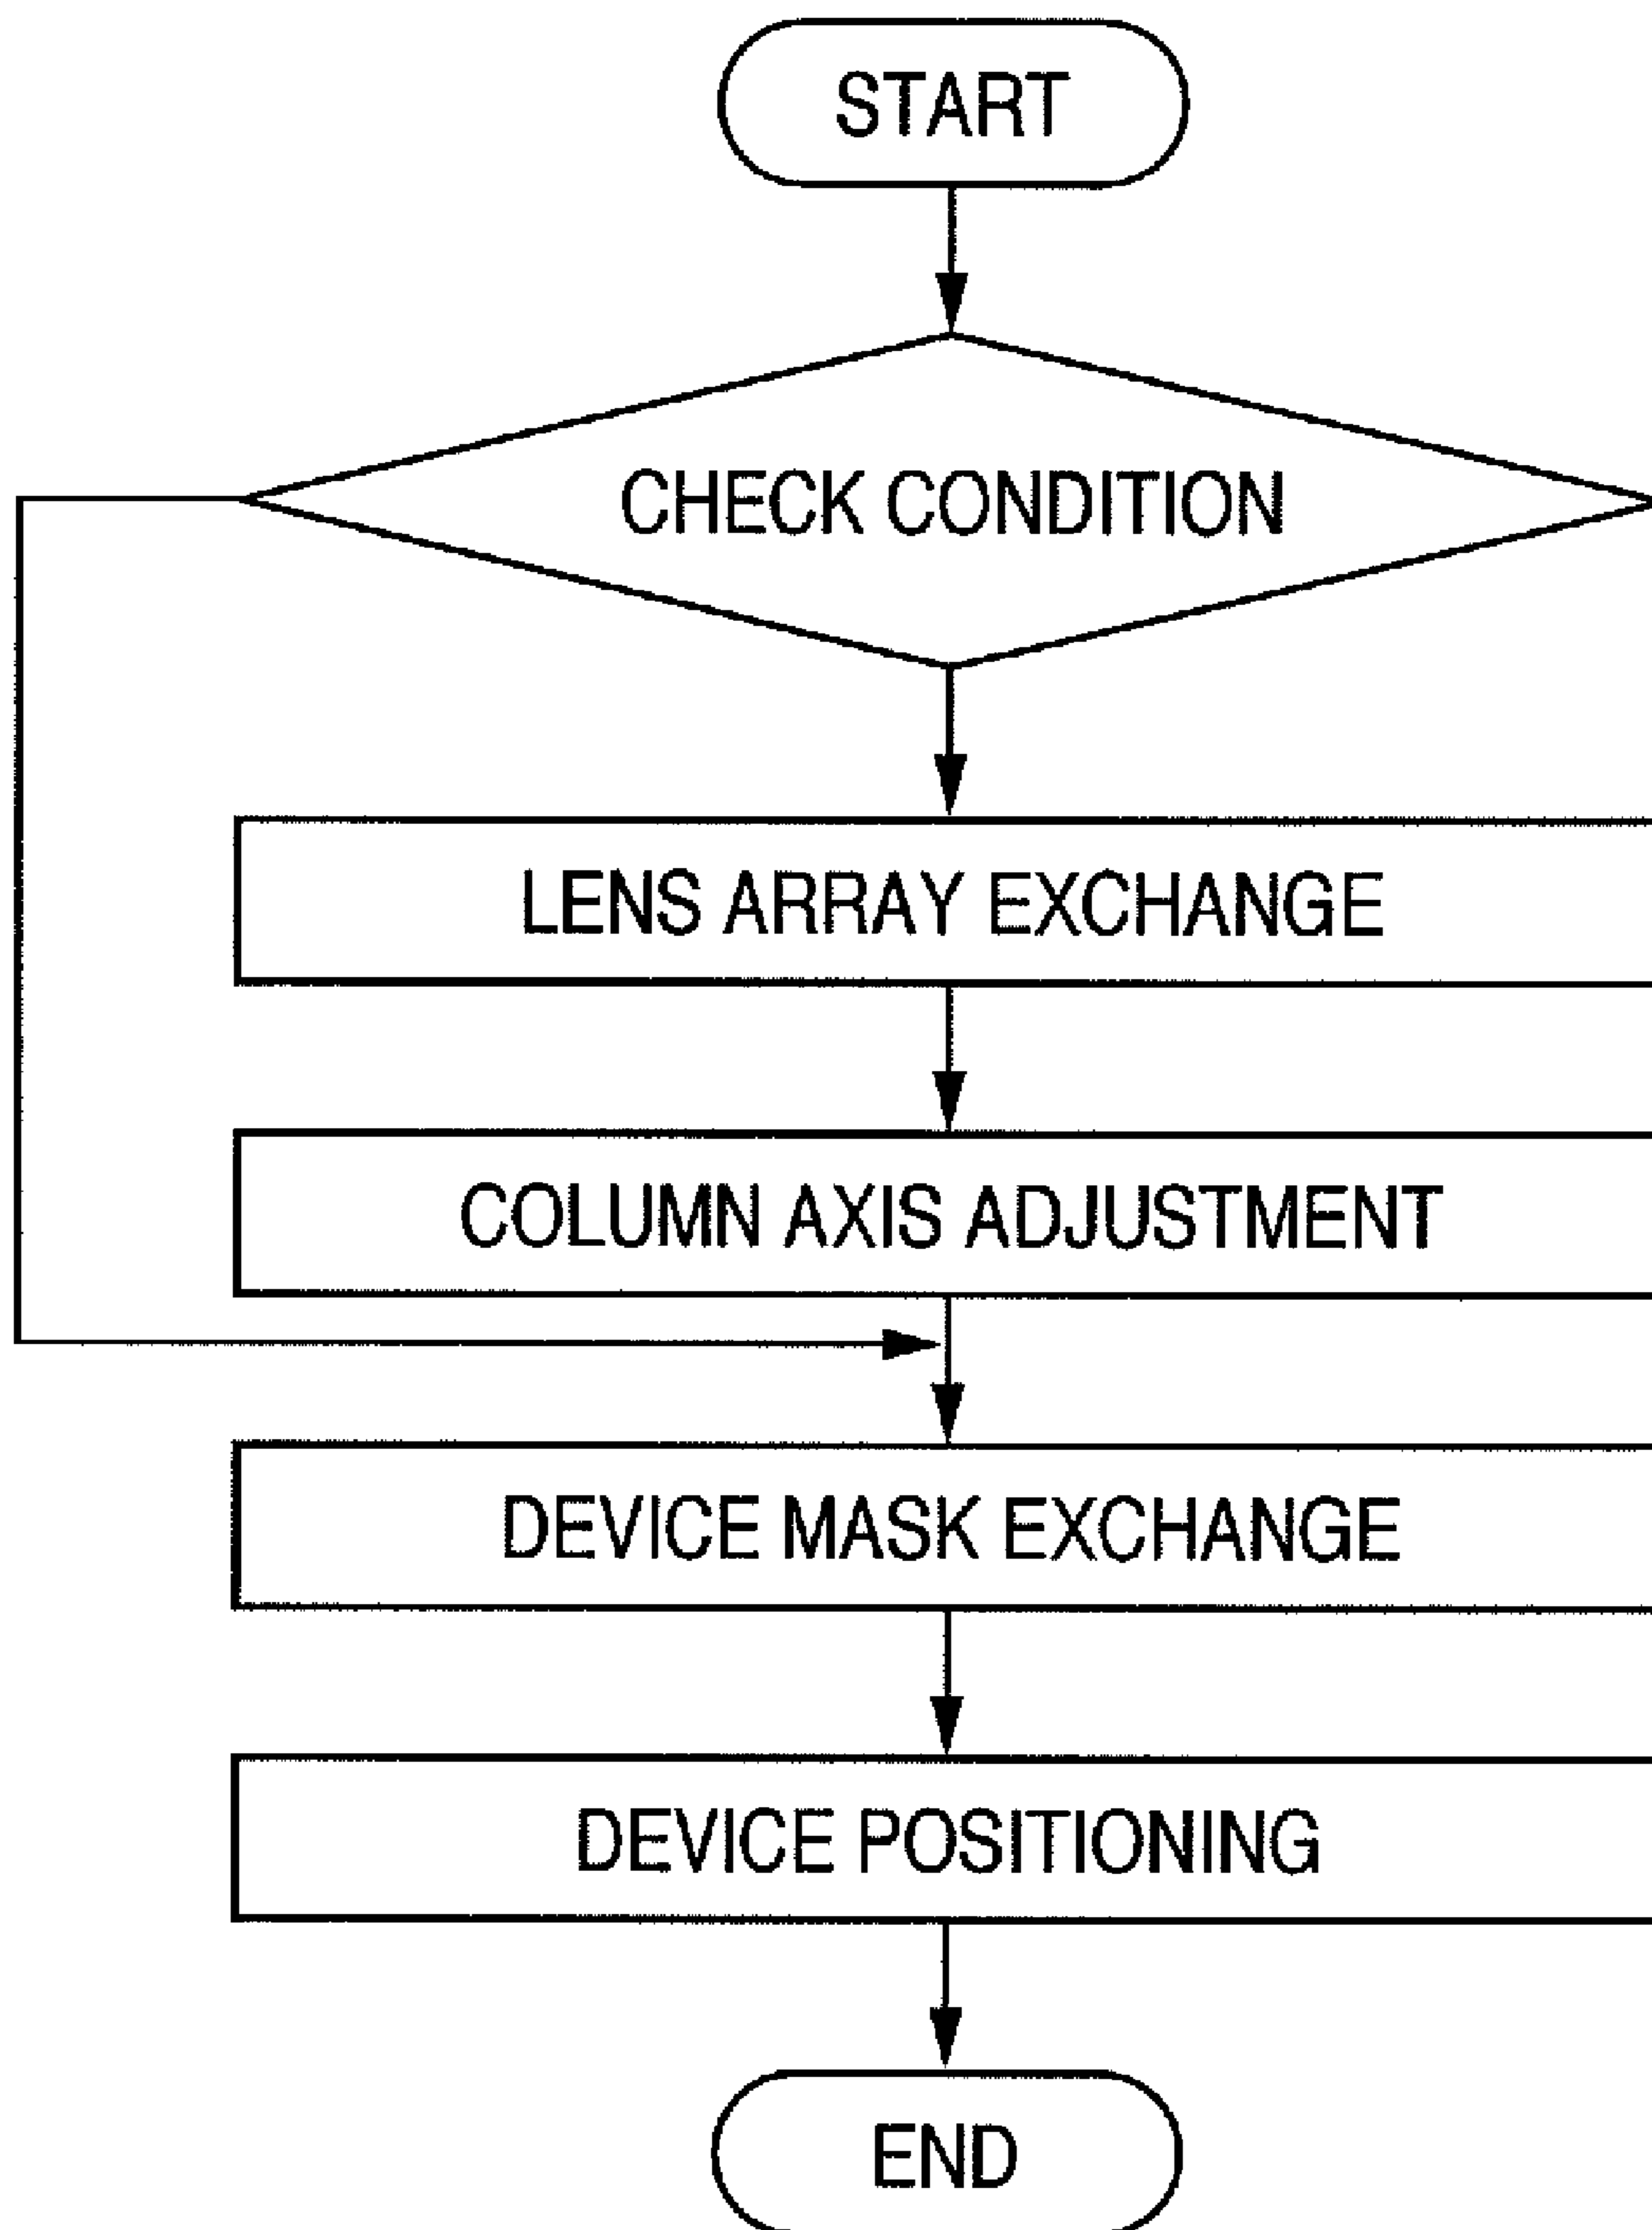 START
CHECK CONDITION
LENS ARRAY EXCHANGE
COLUMN AXIS ADJUSTMENT
DEVICE MASK EXCHANGE
DEVICE POSITIONING
END